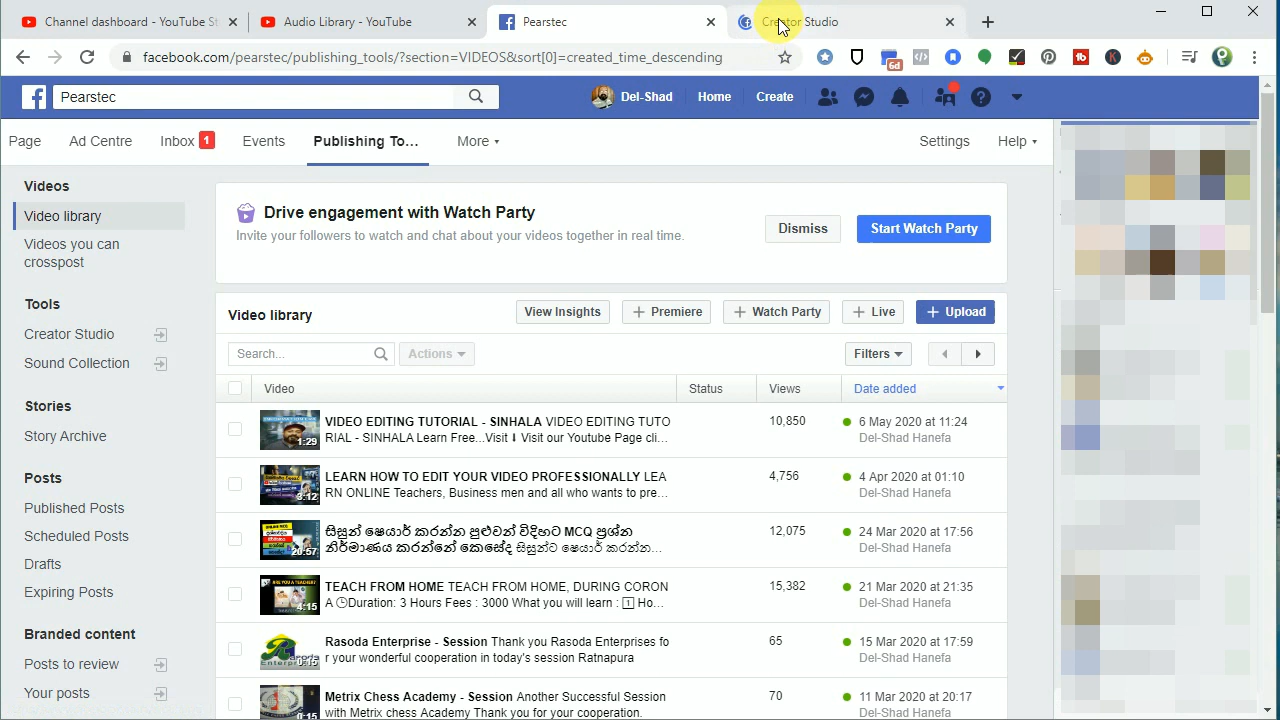 Channel dashboard - YouTube St
Audio Library - YouTube
Pearstec
Creator Studio
facebook.com/pearstec/publishing_tools/?section=VIDEOS&sort[0]=created_time_descending
6d
Pearstec
Del-Shad
Home
Create
Page
Ad Centre
Inbox 1
Events
Publishing To...
More
Settings
Help
Videos
Video library
Videos you can
crosspost
Tools
Creator Studio
Sound Collection
Stories
Story Archive
Posts
Published Posts
Scheduled Posts
Drafts
Expiring Posts
Branded content
Posts to review
Your posts
Drive engagement with Watch Party
Invite your followers to watch and chat about your videos together in real time.
Dismiss
Start Watch Party
Video library
View Insights
+ Premiere
+ Watch Party
+ Live
+ Upload
Search...
Actions
Filters
Video
Status
Views
Date added
1:29
VIDEO EDITING TUTORIAL - SINHALA VIDEO EDITING TUTO
RIAL - SINHALA Learn Free...Visit ⬇ Visit our Youtube Page cli...
10,850
6 May 2020 at 11:24
Del-Shad Hanefa
3:12
LEARN HOW TO EDIT YOUR VIDEO PROFESSIONALLY LEA
RN ONLINE Teachers, Business men and all who wants to pre...
4,756
4 Apr 2020 at 01:10
Del-Shad Hanefa
20:57
සිසුන් ෂෙයාර් කරන්න පුළුවන් විදිහට MCQ ප්‍රශ්න
නිර්මාණය කරන්නේ කෙසේද සිසුන්ට ෂෙයාර් කරන්න...
12,075
24 Mar 2020 at 17:56
Del-Shad Hanefa
ARE YOU A TEACHER?
4:15
TEACH FROM HOME TEACH FROM HOME, DURING CORON
A 🕒Duration: 3 Hours Fees : 3000 What you will learn : 1️⃣ Ho...
15,382
21 Mar 2020 at 21:35
Del-Shad Hanefa
0:15
Rasoda Enterprise - Session Thank you Rasoda Enterprises fo
r your wonderful cooperation in today's session Ratnapura
65
15 Mar 2020 at 17:59
Del-Shad Hanefa
0:15
Metrix Chess Academy - Session Another Successful Session
with Metrix chess Academy Thank you for your cooperation.
70
11 Mar 2020 at 20:17
Del-Shad Hanefa